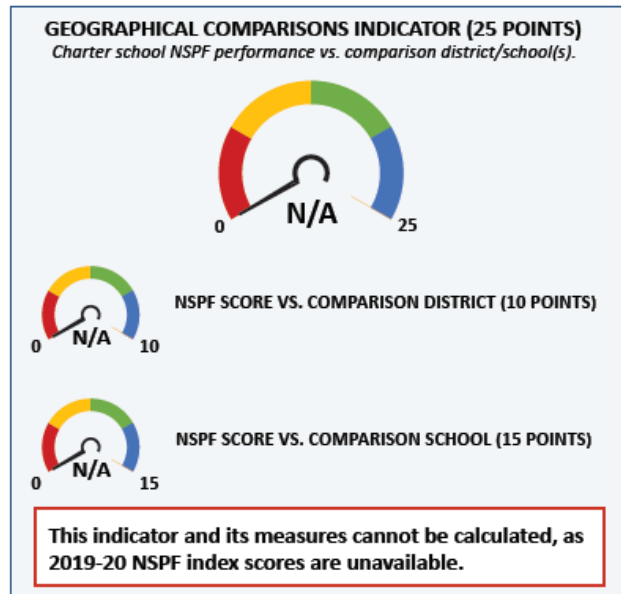 GEOGRAPHICAL COMPARISONS INDICATOR (25 POINTS)
Charter school NSPF performance vs. comparison district/school(s).
N/A
0
25
NSPF SCORE VS. COMPARISON DISTRICT (10 POINTS)
N/A
0
10
NSPF SCORE VS. COMPARISON SCHOOL (15 POINTS)
N/A
0
15
This indicator and its measures cannot be calculated, as
2019-20 NSPF index scores are unavailable.